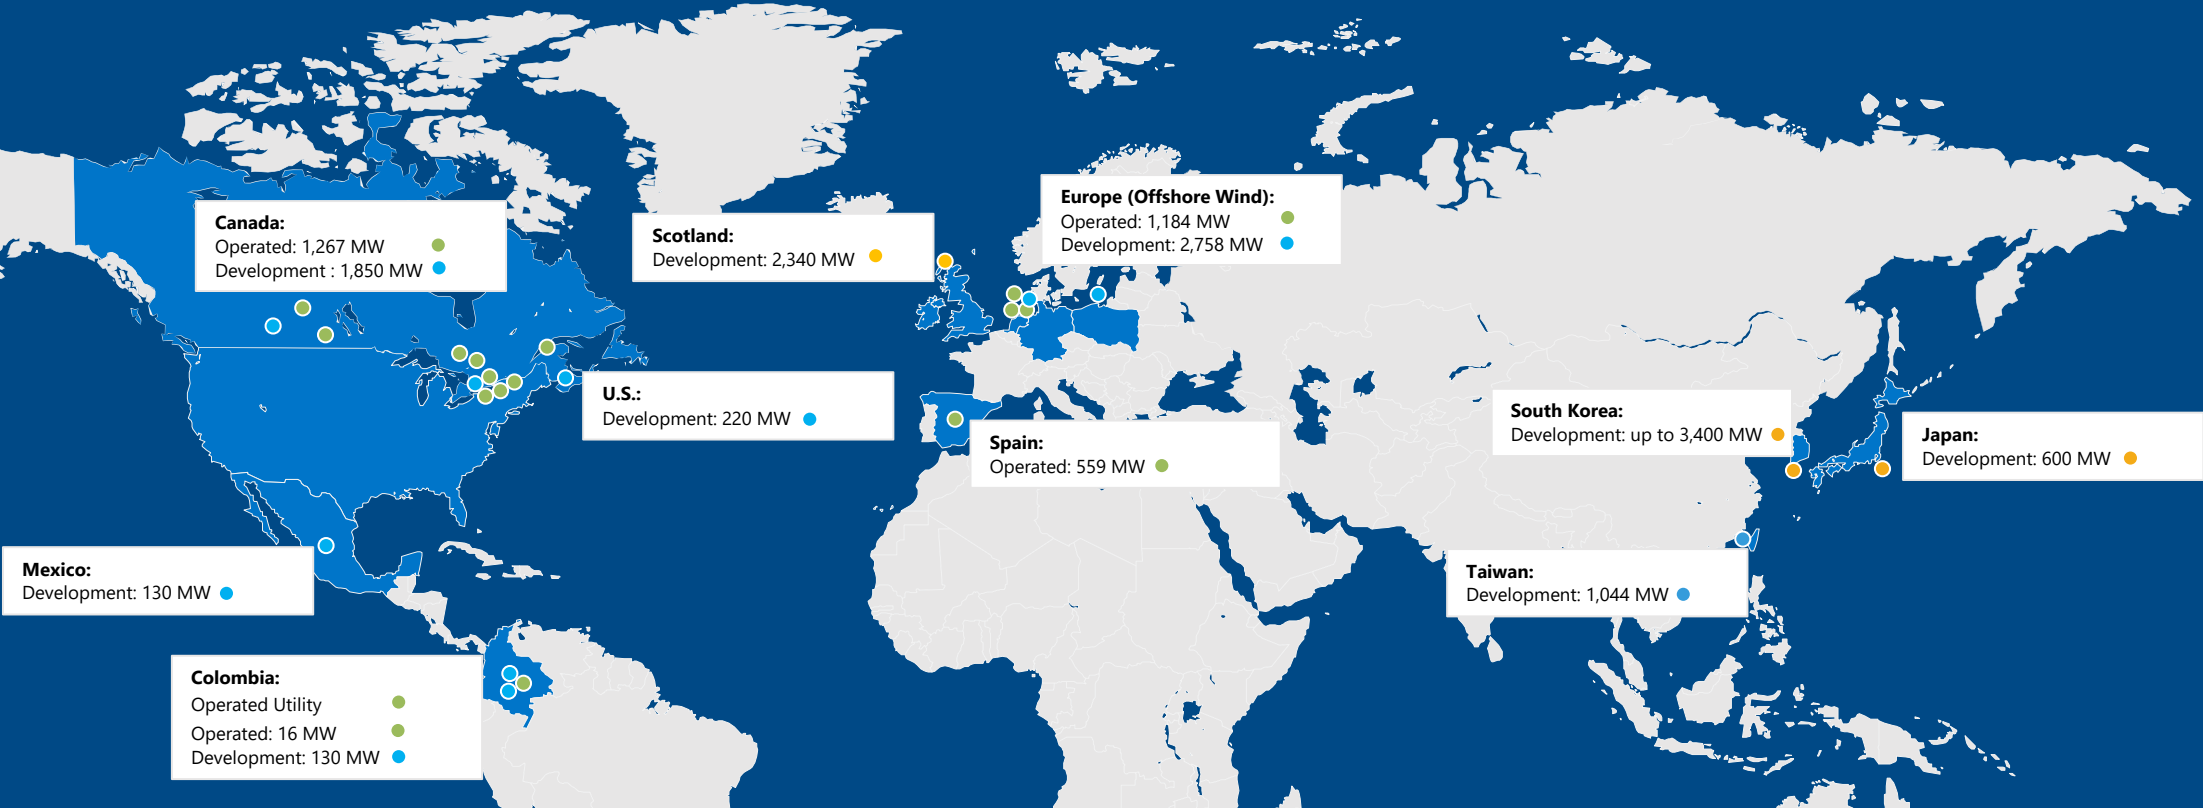 Canada:
Operated: 1,267 MW
Development : 1,850 MW
Scotland:
Development: 2,340 MW
Europe (Offshore Wind):
Operated: 1,184 MW
Development: 2,758 MW
U.S.:
Development: 220 MW
Spain:
Operated: 559 MW
South Korea:
Development: up to 3,400 MW
Japan:
Development: 600 MW
Mexico:
Development: 130 MW
Taiwan:
Development: 1,044 MW
Colombia:
Operated Utility
Operated: 16 MW
Development: 130 MW